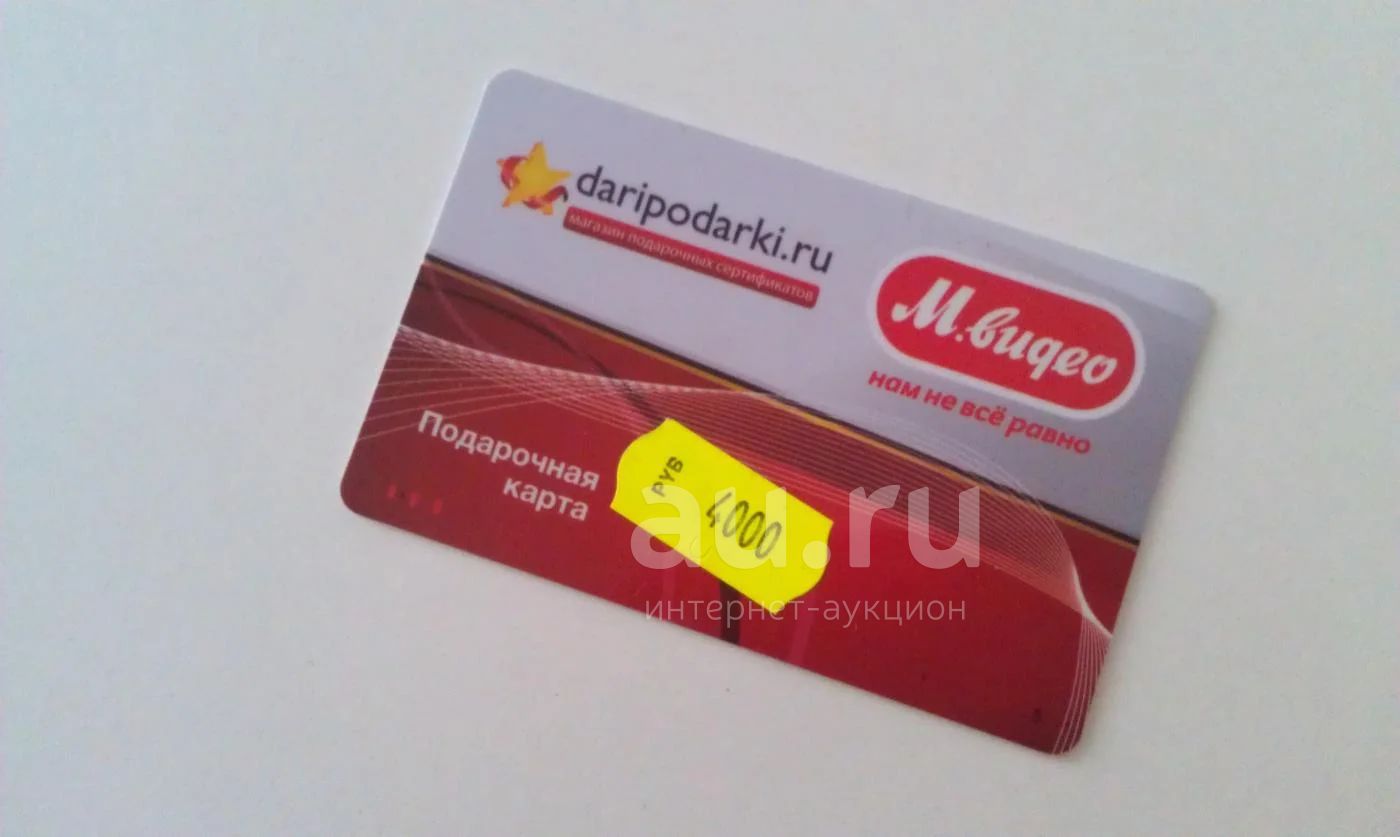 daripodarki.ru
магазин подарочных сертификатов
М.видео
нам не всё равно
Подарочная
карта
РУБ
4000
au.ru
интернет-аукцион